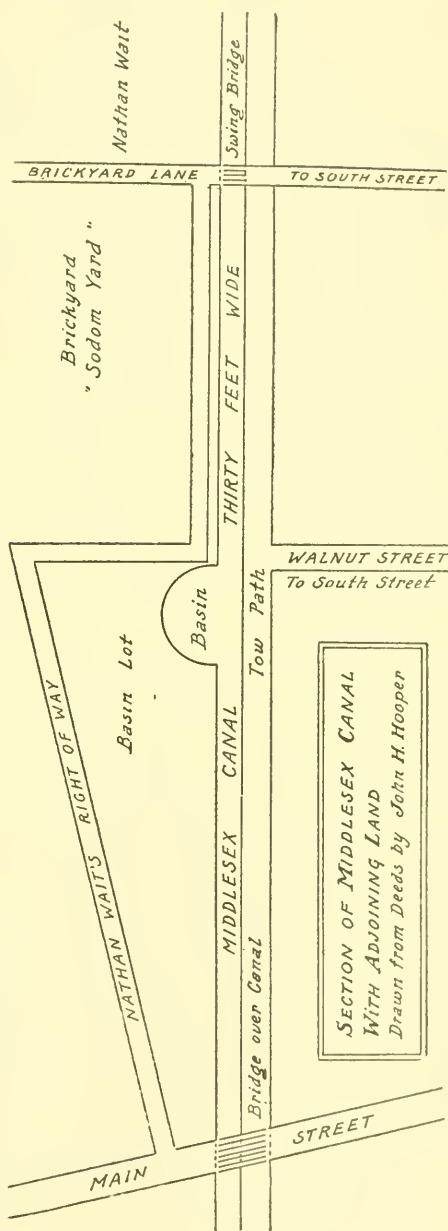 Nathan Wait
BRICKYARD LANE
Swing Bridge
TO SOUTH STREET
Brickyard
"Sodom Yard"
THIRTY FEET WIDE
Basin
Basin Lot
Tow Path
WALNUT STREET
To South Street
NATHAN WAIT'S RIGHT OF WAY
MIDDLESEX CANAL
Bridge over Canal
MAIN STREET
SECTION OF MIDDLESEX CANAL
WITH ADJOINING LAND
Drawn from Deeds by John H. Hooper